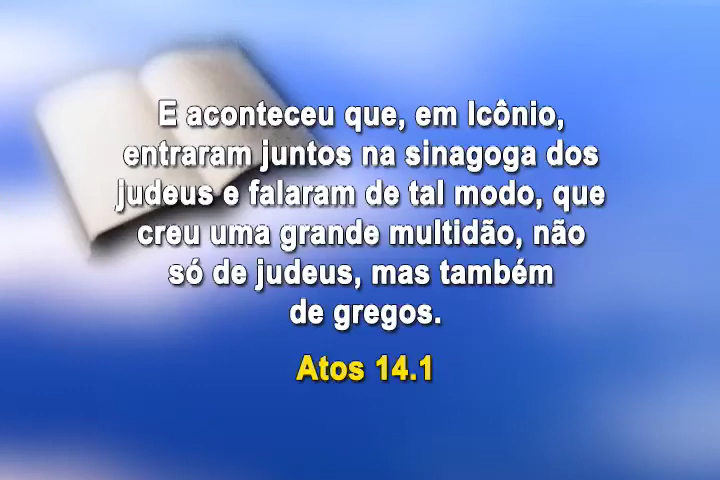 E aconteceu que, em Icônio,
entraram juntos na sinagoga dos
judeus e falaram de tal modo, que
creu uma grande multidão, não
só de judeus, mas também
de gregos.
Atos 14.1